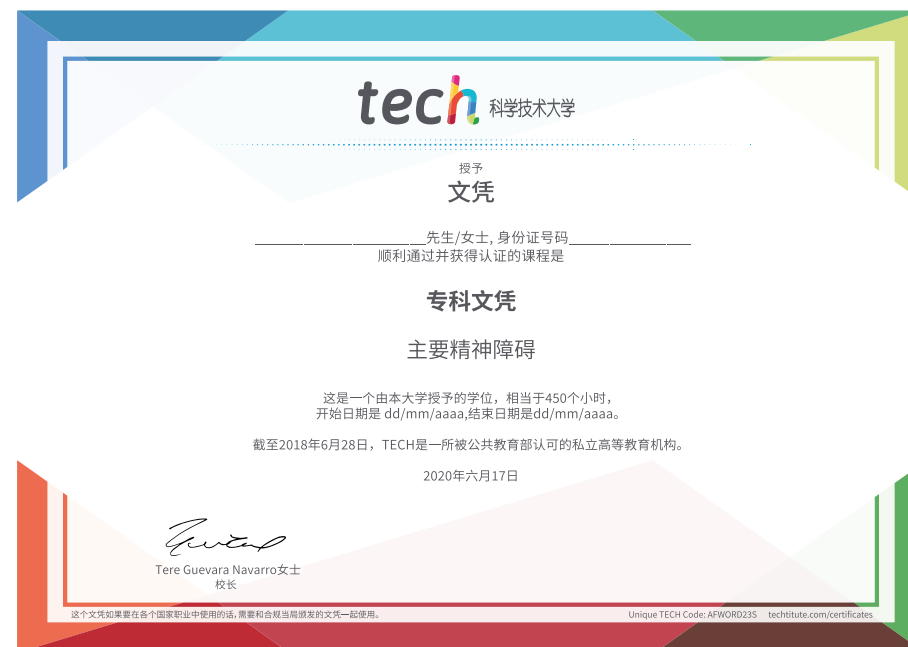 tech 科学技术大学
授予
文凭
先生/女士, 身份证号码
顺利通过并获得认证的课程是
专科文凭
主要精神障碍
这是一个由本大学授予的学位，相当于450个小时，
开始日期是 dd/mm/aaaa,结束日期是dd/mm/aaaa。
截至2018年6月28日，TECH是一所被公共教育部认可的私立高等教育机构。
2020年六月17日
Tere Guevara Navarro女士
校长
这个文凭如果要在各个国家职业中使用的话,需要和合规当局颁发的文凭一起使用。
Unique TECH Code: AFWORD23S techtitute.com/certificates